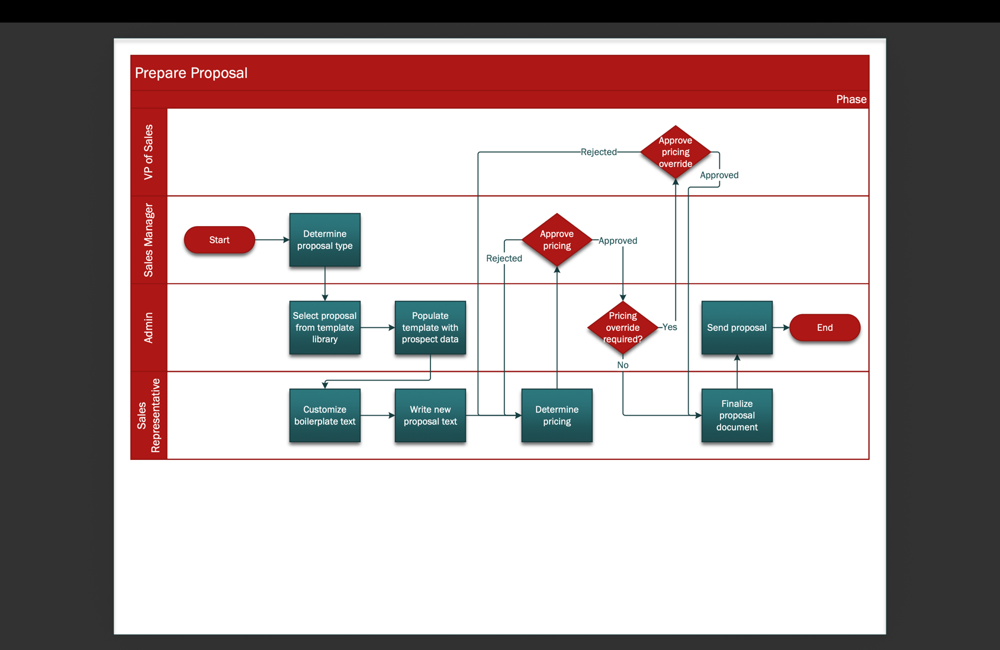 Prepare Proposal
Phase
VP of Sales
Approve
pricing
override
Rejected
Approved
Sales Manager
Start
Determine
proposal type
Approve
pricing
Approved
Rejected
Admin
Select proposal
from template
library
Populate
template with
prospect data
Pricing
override
required?
Yes
No
Send proposal
End
Sales
Representative
Customize
boilerplate text
Write new
proposal text
Determine
pricing
Finalize
proposal
document